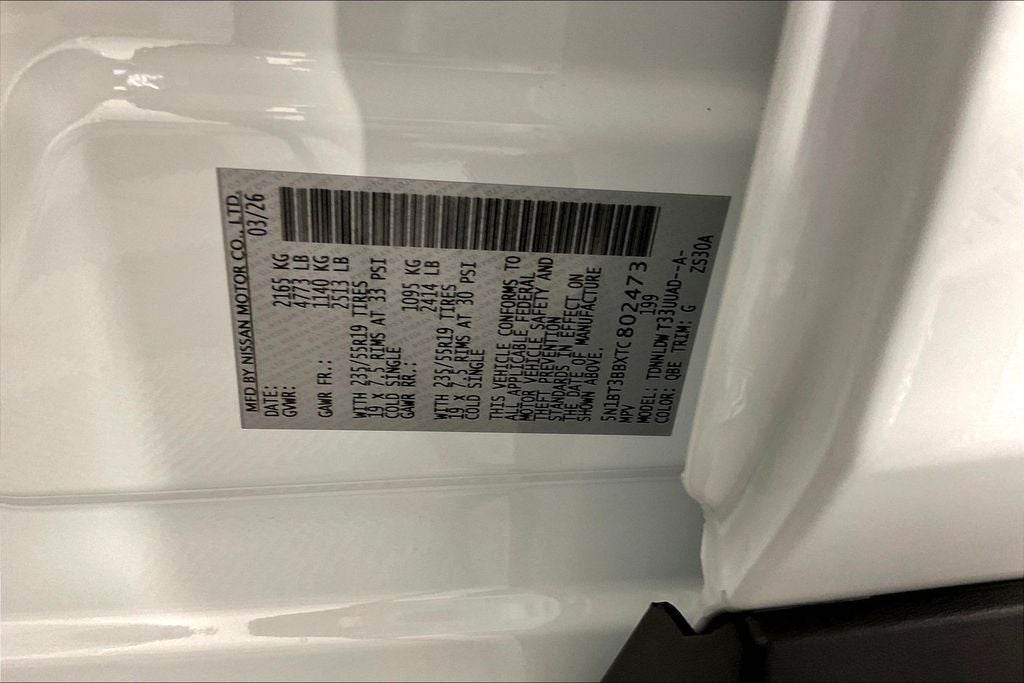 MFD BY NISSAN MOTOR CO., LTD.
DATE: 03/26
GVWR: 2165 KG
4773 LB
GAWR FR.: 1140 KG
2513 LB
WITH 235/55R19 TIRES
19 X 7.5 RIMS AT 33 PSI
COLD SINGLE
GAWR RR.: 1095 KG
2414 LB
WITH 235/55R19 TIRES
19 X 7.5 RIMS AT 30 PSI
COLD SINGLE
THIS VEHICLE CONFORMS TO
ALL APPLICABLE FEDERAL
MOTOR VEHICLE SAFETY AND
THEFT PREVENTION
STANDARDS IN EFFECT ON
THE DATE OF MANUFACTURE
SHOWN ABOVE.
5N1BT3BBXTC802473
MPV 199
MODEL: TDMNLDW T33UUAD--A-
COLOR: QBE TRIM: G ZS30A